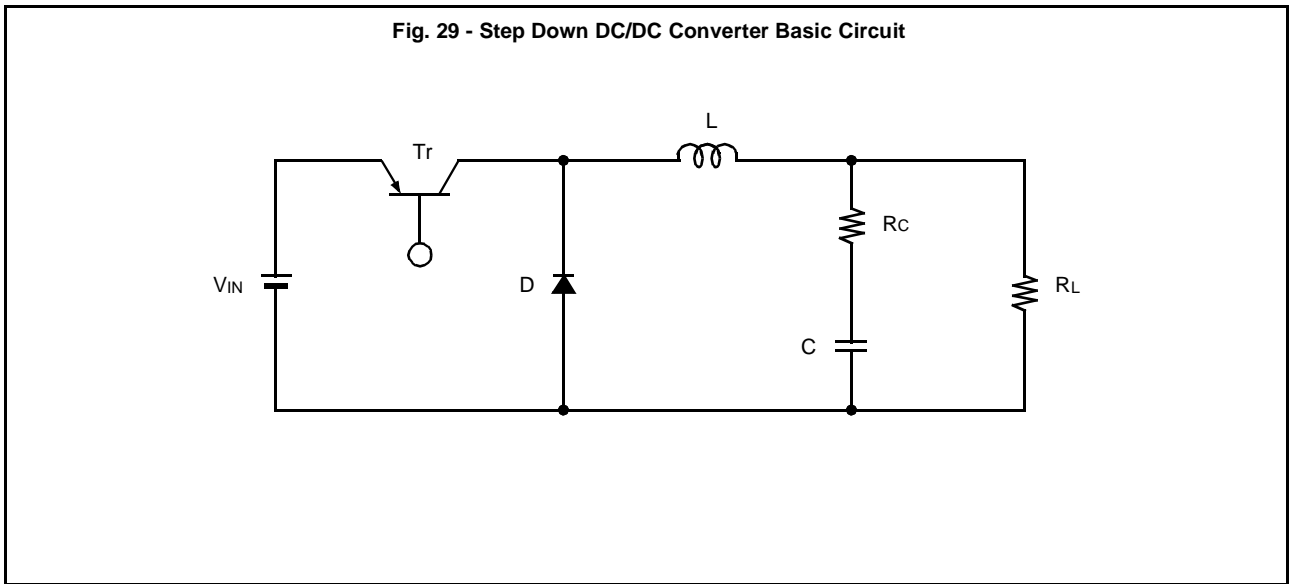 Fig. 29 - Step Down DC/DC Converter Basic Circuit
L
Tr
RC
VIN
D
RL
C